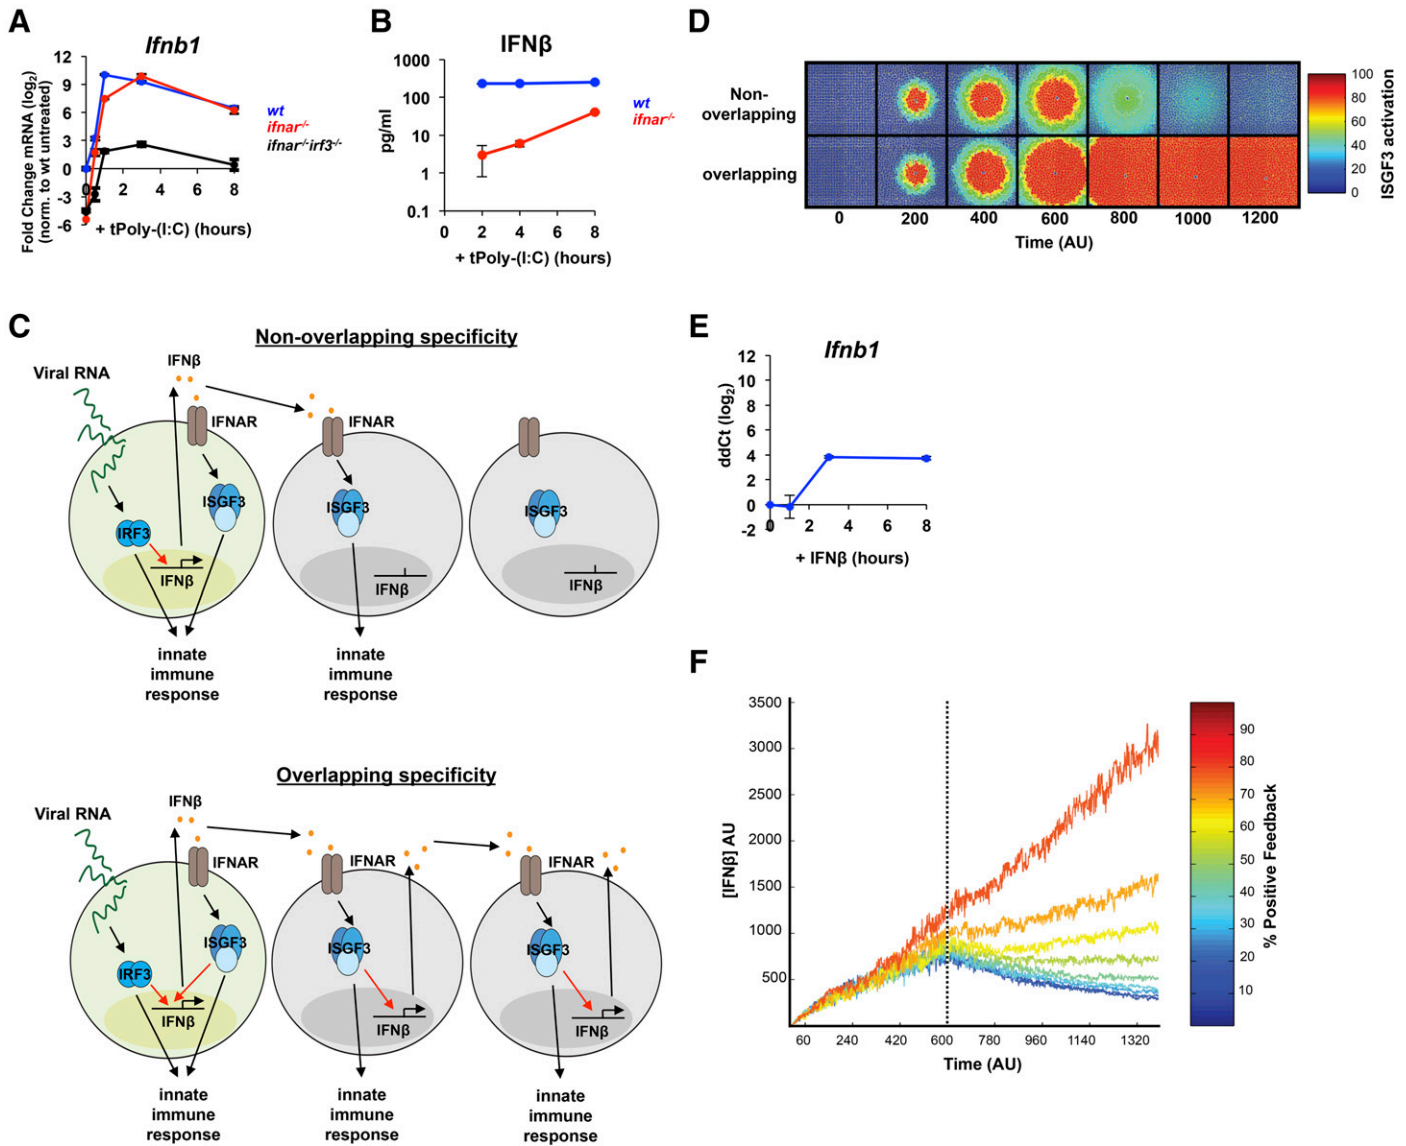 A
Ifnb1
Fold Change mRNA (log2)
(norm. to wt untreated)
12
9
6
3
0
-3
-6
0
2
4
6
8
+ tPoly-(I:C) (hours)
wt
ifnar-/-
ifnar-/-irf3-/-
B
IFNβ
pg/ml
1000
100
10
1
0.1
0
2
4
6
8
+ tPoly-(I:C) (hours)
wt
ifnar-/-
D
Non-
overlapping
overlapping
0
200
400
600
800
1000
1200
Time (AU)
100
80
60
40
20
0
ISGF3 activation
C
Non-overlapping specificity
Viral RNA
IFNβ
IFNAR
IFNAR
ISGF3
ISGF3
ISGF3
IRF3
IFNβ
IFNβ
IFNβ
innate
immune
response
innate
immune
response
Overlapping specificity
Viral RNA
IFNβ
IFNAR
IFNAR
IFNAR
ISGF3
ISGF3
ISGF3
IRF3
IFNβ
IFNβ
IFNβ
innate
immune
response
innate
immune
response
innate
immune
response
E
Ifnb1
ddCt (log2)
12
10
8
6
4
2
0
-2
0
2
4
6
8
+ IFNβ (hours)
F
[IFNβ] AU
3500
3000
2500
2000
1500
1000
500
60
240
420
600
780
960
1140
1320
Time (AU)
90
80
70
60
50
40
30
20
10
% Positive Feedback